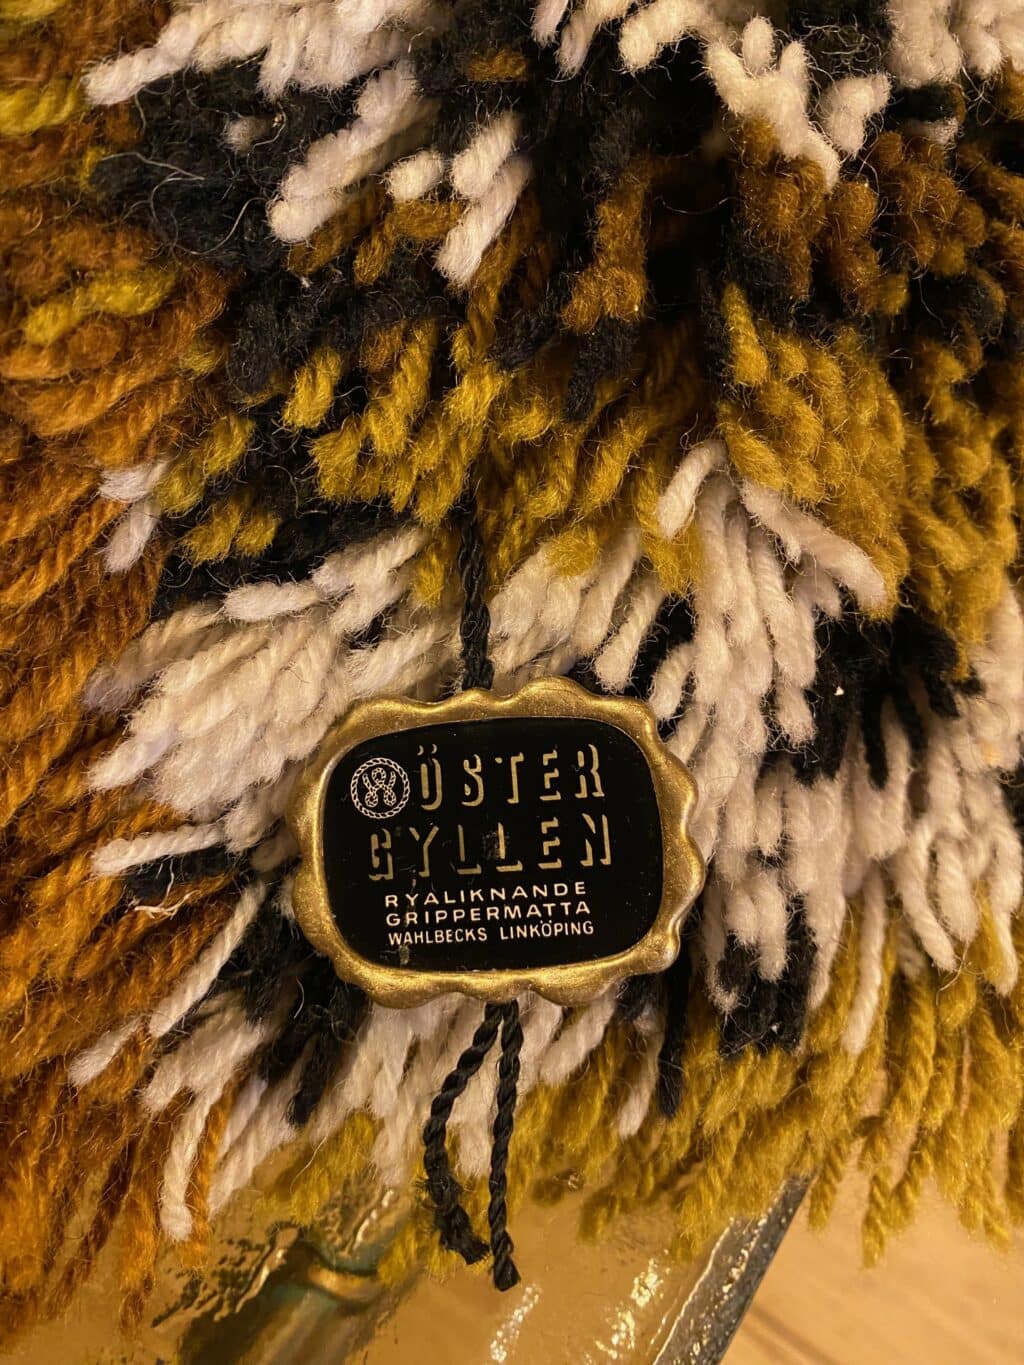 ÖSTER
GYLLEN
RYALIKNANDE
GRIPPERMATTA
WAHLBECKS LINKÖPING